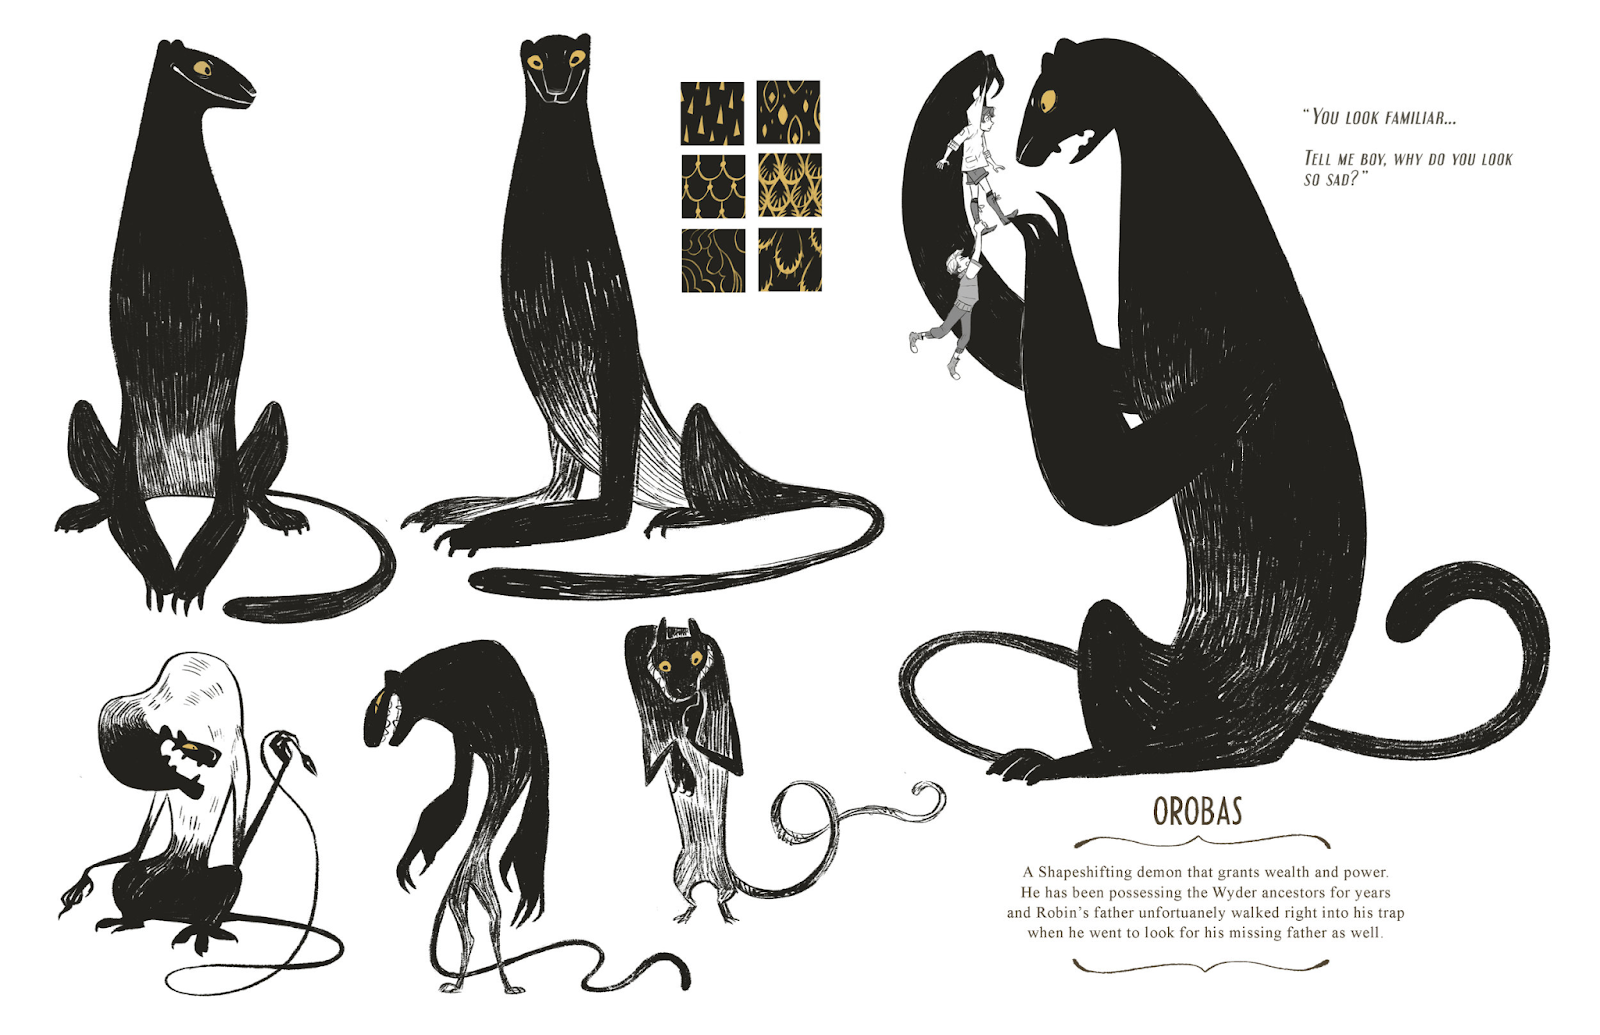 “You look familiar...
Tell me boy, why do you look
so sad?”
OROBAS
A Shapeshifting demon that grants wealth and power.
He has been possessing the Wyder ancestors for years
and Robin’s father unfortuanely walked right into his trap
when he went to look for his missing father as well.